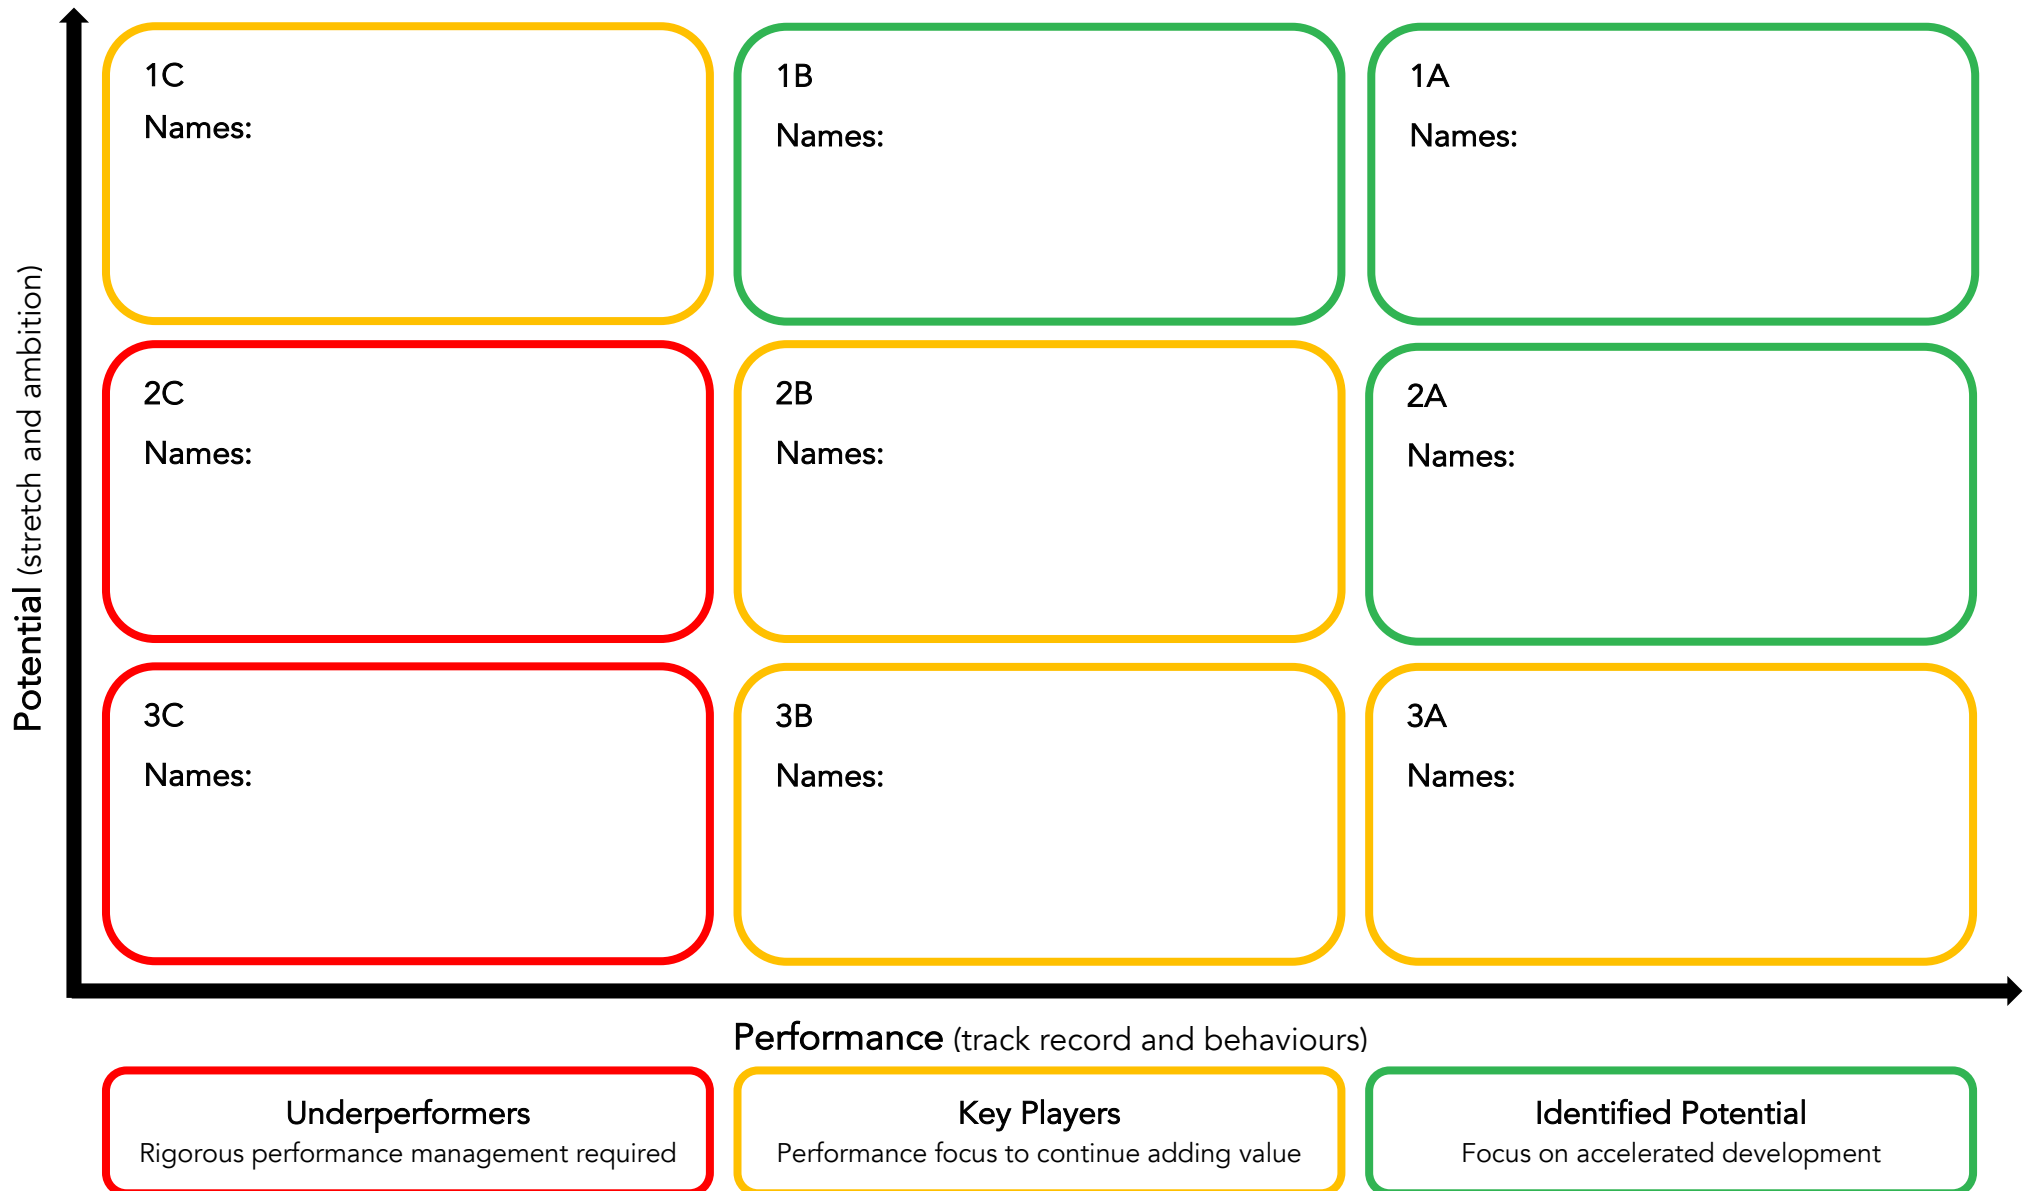 1C
Names:
1B
Names:
1A
Names:
2C
Names:
2B
Names:
2A
Names:
3C
Names:
3B
Names:
3A
Names:
Potential (stretch and ambition)
Performance (track record and behaviours)
Underperformers
Rigorous performance management required
Key Players
Performance focus to continue adding value
Identified Potential
Focus on accelerated development